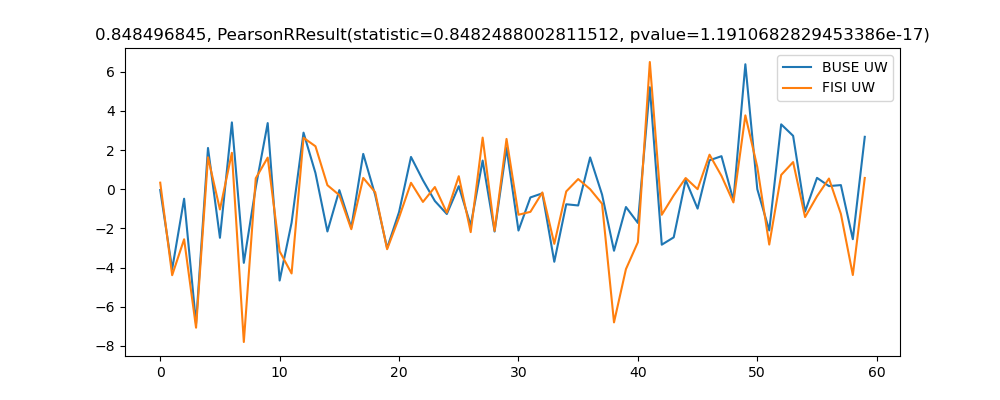 0.848496845, PearsonRResult(statistic=0.8482488002811512, pvalue=1.1910682829453386e-17)
BUSE UW
FISI UW
6
4
2
0
−2
−4
−6
−8
0 10 20 30 40 50 60